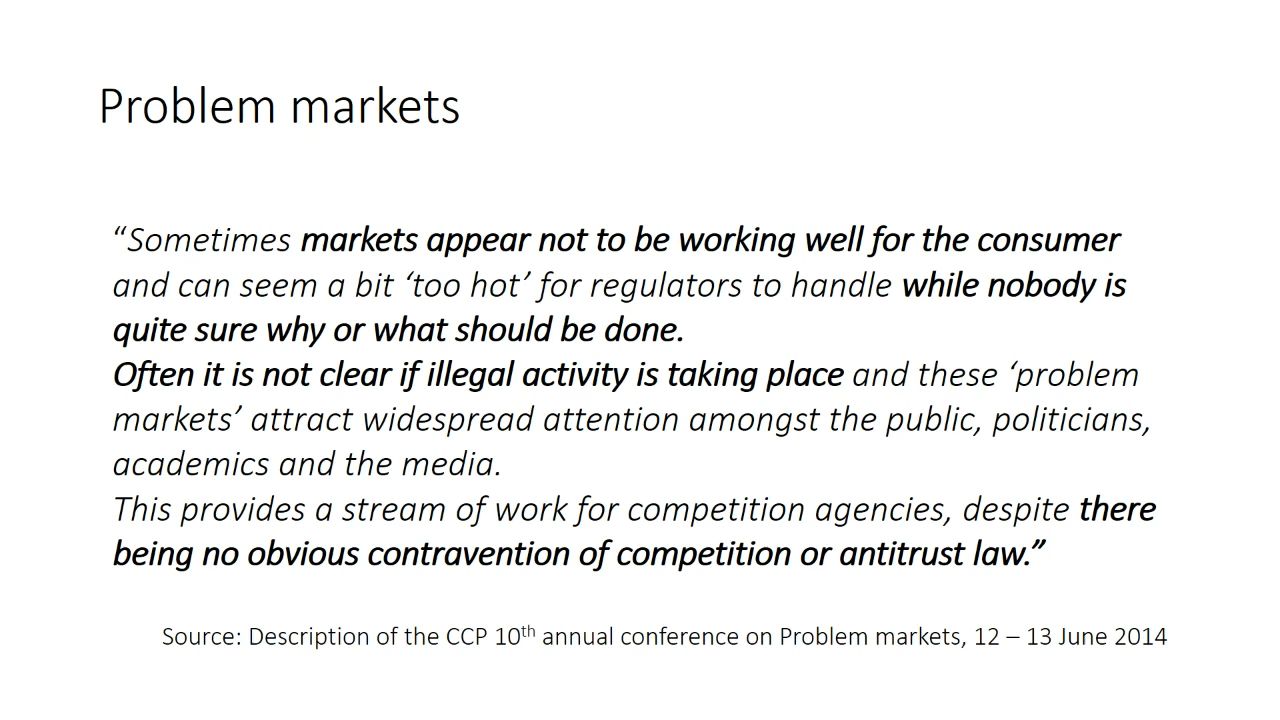 Problem markets
“Sometimes markets appear not to be working well for the consumer
and can seem a bit ‘too hot’ for regulators to handle while nobody is
quite sure why or what should be done.
Often it is not clear if illegal activity is taking place and these ‘problem
markets’ attract widespread attention amongst the public, politicians,
academics and the media.
This provides a stream of work for competition agencies, despite there
being no obvious contravention of competition or antitrust law.”
Source: Description of the CCP 10th annual conference on Problem markets, 12 – 13 June 2014